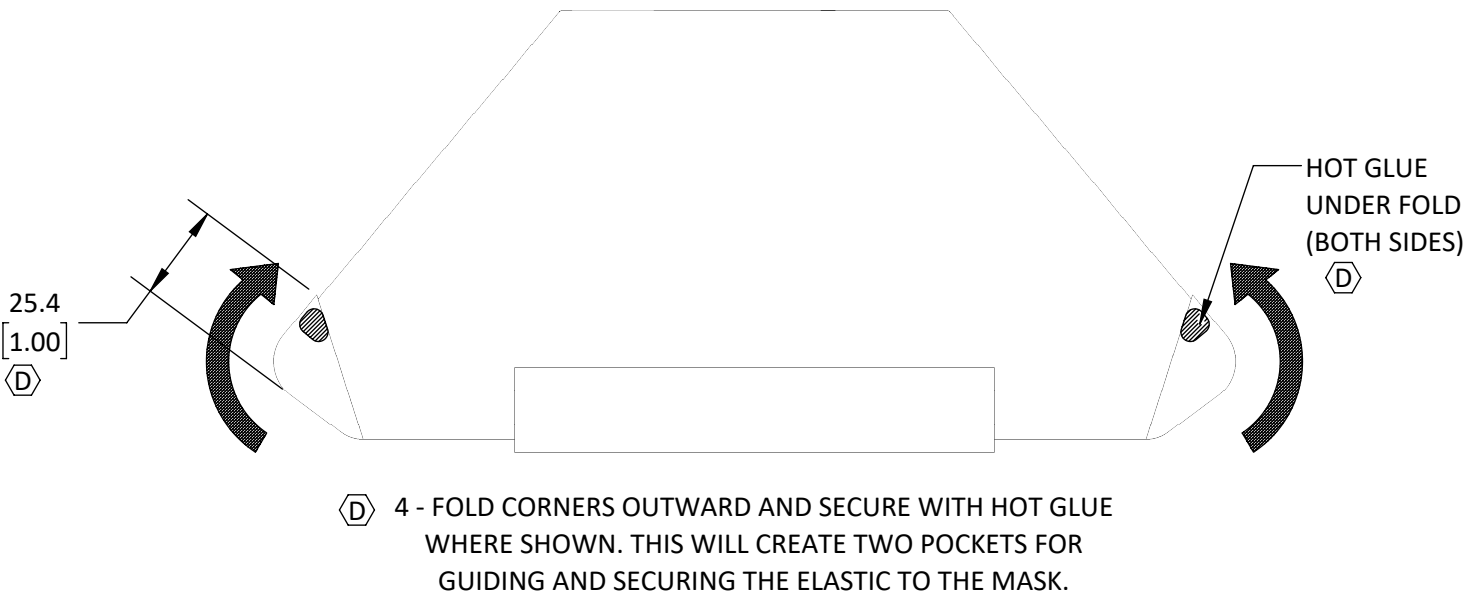 HOT GLUE
UNDER FOLD
(BOTH SIDES)
D
25.4
[1.00]
D
D 4 - FOLD CORNERS OUTWARD AND SECURE WITH HOT GLUE
WHERE SHOWN. THIS WILL CREATE TWO POCKETS FOR
GUIDING AND SECURING THE ELASTIC TO THE MASK.